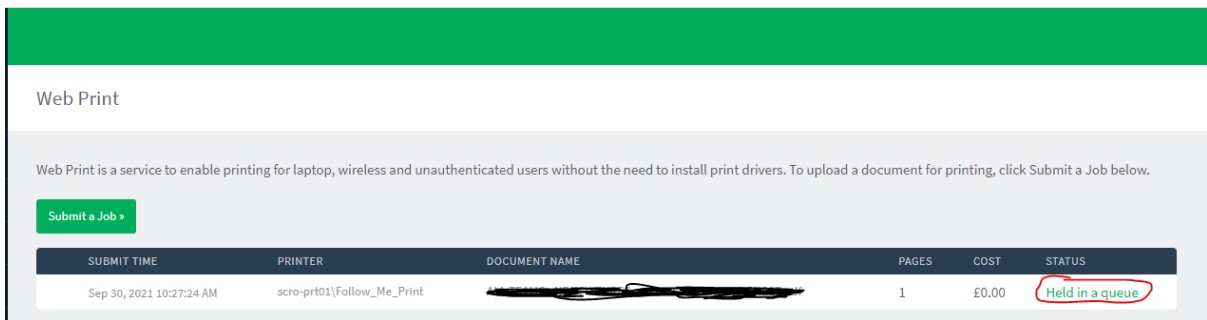 Web Print
Web Print is a service to enable printing for laptop, wireless and unauthenticated users without the need to install print drivers. To upload a document for printing, click Submit a Job below.
Submit a Job »
SUBMIT TIME PRINTER DOCUMENT NAME PAGES COST STATUS
Sep 30, 2021 10:27:24 AM scro-prt01\Follow_Me_Print 1 £0.00 Held in a queue